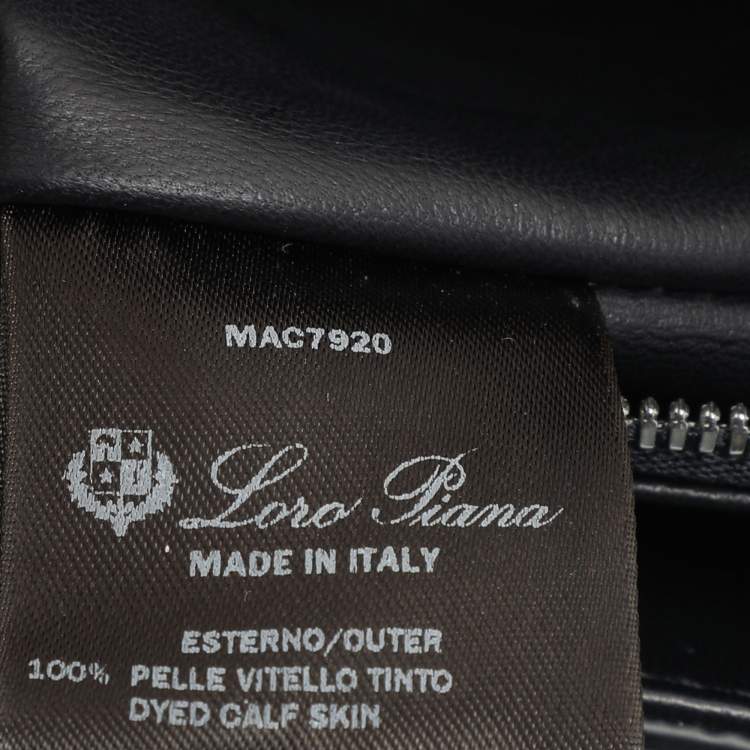 MAC7920
Loro Piana
MADE IN ITALY
ESTERNO/OUTER
100% PELLE VITELLO TINTO
DYED CALF SKIN